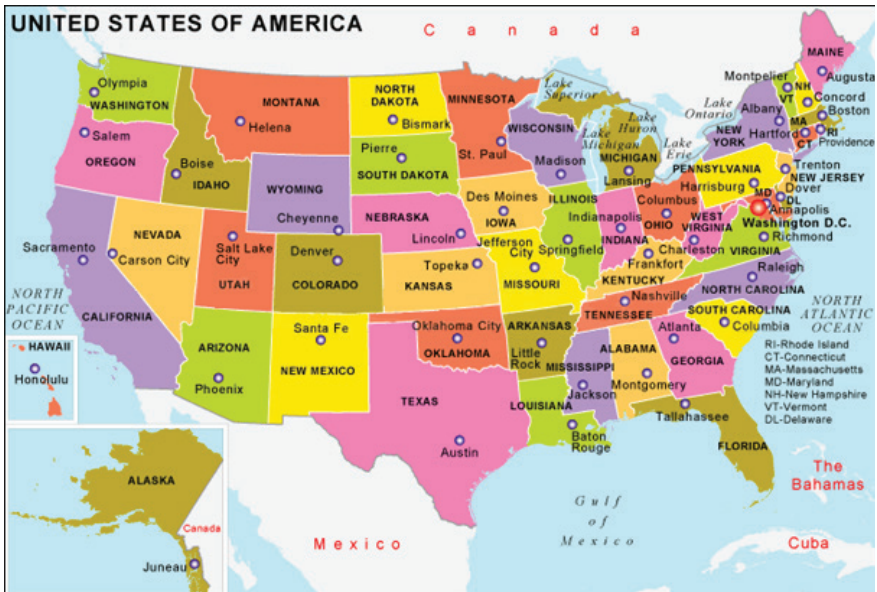 UNITED STATES OF AMERICA
Canada
Olympia
WASHINGTON
Salem
OREGON
MONTANA
Helena
Boise
IDAHO
NORTH
DAKOTA
Bismark
Pierre
SOUTH DAKOTA
MINNESOTA
St. Paul
WISCONSIN
Madison
Lake
Superior
Lake
Michigan
Lake
Huron
MICHIGAN
Lansing
Lake
Ontario
Lake
Erie
MAINE
Augusta
Montpelier
VT
NH
Concord
Boston
MA
Albany
NEW
YORK
Hartford
RI
CT
Providence
PENNSYLVANIA
Harrisburg
Trenton
NEW JERSEY
Dover
MD
DL
Annapolis
Washington D.C.
WYOMING
Cheyenne
NEBRASKA
Lincoln
Des Moines
IOWA
ILLINOIS
Springfield
Indianapolis
INDIANA
Columbus
OHIO
WEST
VIRGINIA
Charleston
Richmond
VIRGINIA
Sacramento
CALIFORNIA
NEVADA
Carson City
Salt Lake
City
UTAH
Denver
COLORADO
Topeka
KANSAS
Jefferson
City
MISSOURI
Frankfort
KENTUCKY
Raleigh
NORTH CAROLINA
Nashville
TENNESSEE
SOUTH CAROLINA
Columbia
NORTH
PACIFIC
OCEAN
NORTH
ATLANTIC
OCEAN
HAWAII
Honolulu
ARIZONA
Phoenix
Santa Fe
NEW MEXICO
Oklahoma City
OKLAHOMA
ARKANSAS
Little
Rock
MISSISSIPPI
Jackson
ALABAMA
Montgomery
Atlanta
GEORGIA
TEXAS
Austin
LOUISIANA
Baton
Rouge
Tallahassee
FLORIDA
RI-Rhode Island
CT-Connecticut
MA-Massachusetts
MD-Maryland
NH-New Hampshire
VT-Vermont
DL-Delaware
ALASKA
Canada
Juneau
Mexico
Gulf
of
Mexico
The
Bahamas
Cuba